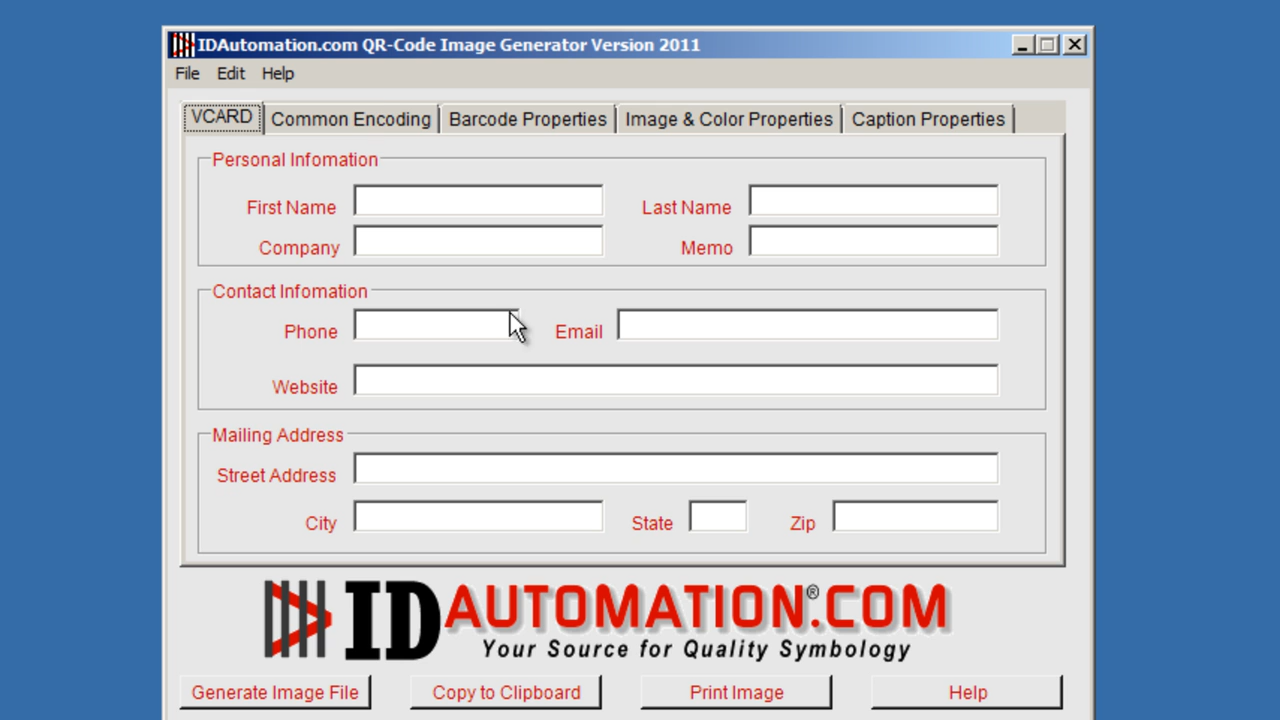 IDAutomation.com QR-Code Image Generator Version 2011
File Edit Help
VCARD Common Encoding Barcode Properties Image & Color Properties Caption Properties
Personal Infomation
First Name Last Name
Company Memo
Contact Infomation
Phone Email
Website
Mailing Address
Street Address
City State Zip
IDAUTOMATION®.COM
Your Source for Quality Symbology
Generate Image File Copy to Clipboard Print Image Help